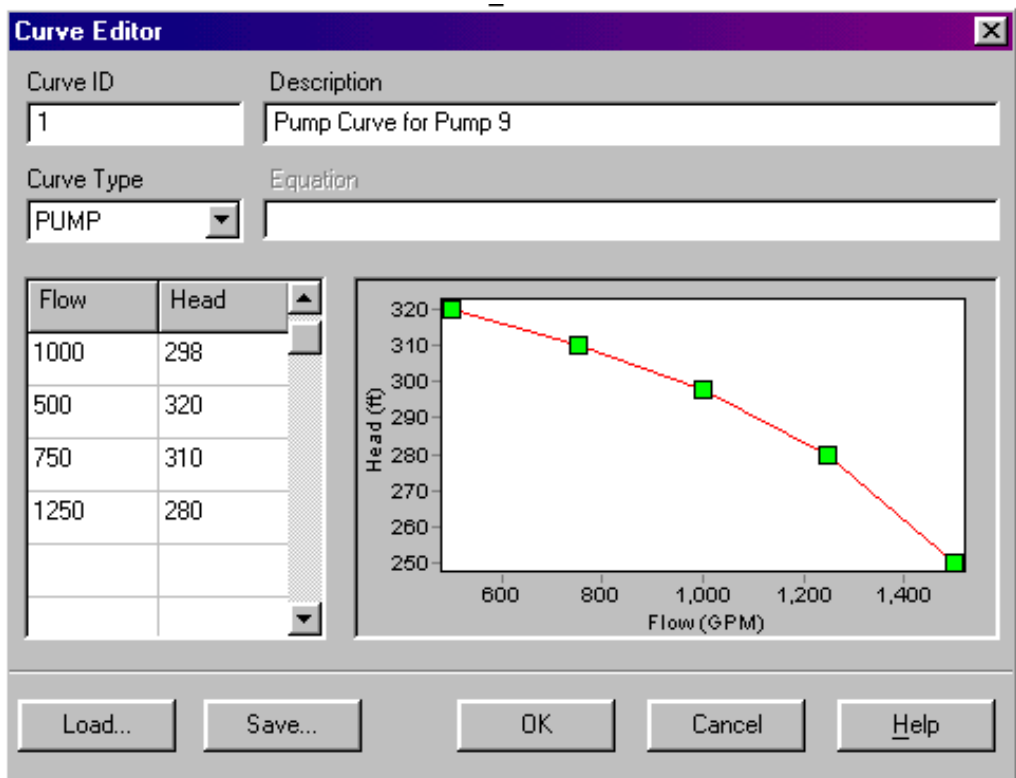 Curve Editor
Curve ID Description
1 Pump Curve for Pump 9
Curve Type Equation
PUMP
Flow Head
1000 298
500 320
750 310
1250 280
320
310
300
290
280
270
260
250
Head (ft)
600 800 1,000 1,200 1,400
Flow (GPM)
Load... Save... OK Cancel Help